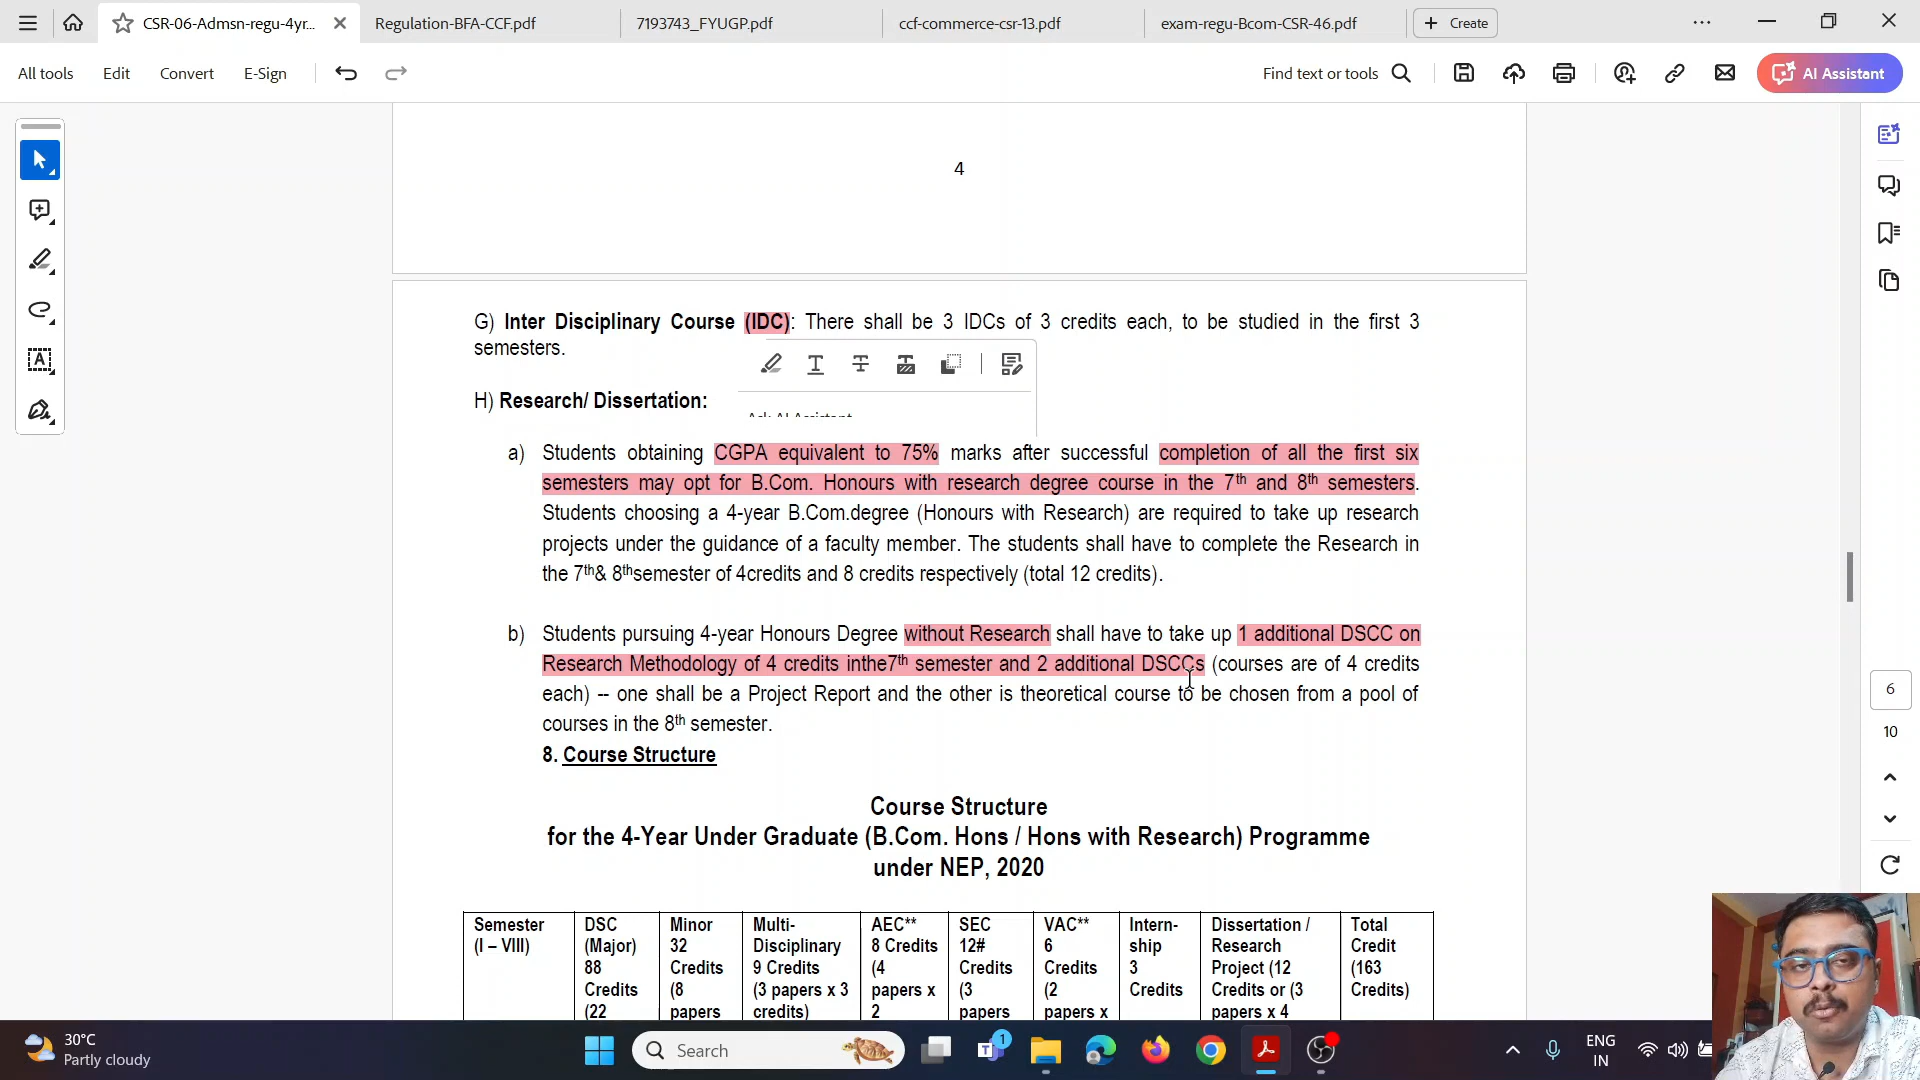 CSR-06-Admsn-regu-4yr...
Regulation-BFA-CCF.pdf
7193743_FYUGP.pdf
ccf-commerce-csr-13.pdf
exam-regu-Bcom-CSR-46.pdf
Create
All tools
Edit
Convert
E-Sign
Find text or tools
AI Assistant
4
G) Inter Disciplinary Course (IDC): There shall be 3 IDCs of 3 credits each, to be studied in the first 3
semesters.
H) Research/ Dissertation:
Ask AI Assistant
a) Students obtaining CGPA equivalent to 75% marks after successful completion of all the first six
semesters may opt for B.Com. Honours with research degree course in the 7th and 8th semesters.
Students choosing a 4-year B.Com.degree (Honours with Research) are required to take up research
projects under the guidance of a faculty member. The students shall have to complete the Research in
the 7th& 8thsemester of 4credits and 8 credits respectively (total 12 credits).
b) Students pursuing 4-year Honours Degree without Research shall have to take up 1 additional DSCC on
Research Methodology of 4 credits inthe7th semester and 2 additional DSCCs (courses are of 4 credits
each) -- one shall be a Project Report and the other is theoretical course to be chosen from a pool of
courses in the 8th semester.
8. Course Structure
Course Structure
for the 4-Year Under Graduate (B.Com. Hons / Hons with Research) Programme
under NEP, 2020
Semester
(I – VIII)
DSC
(Major)
88
Credits
(22
Minor
32
Credits
(8
papers
Multi-
Disciplinary
9 Credits
(3 papers x 3
credits)
AEC**
8 Credits
(4
papers x
2
SEC
12#
Credits
(3
papers
VAC**
6
Credits
(2
papers x
Intern-
ship
3
Credits
Dissertation /
Research
Project (12
Credits or (3
papers x 4
Total
Credit
(163
Credits)
6
10
30°C
Partly cloudy
Search
1
ENG
IN